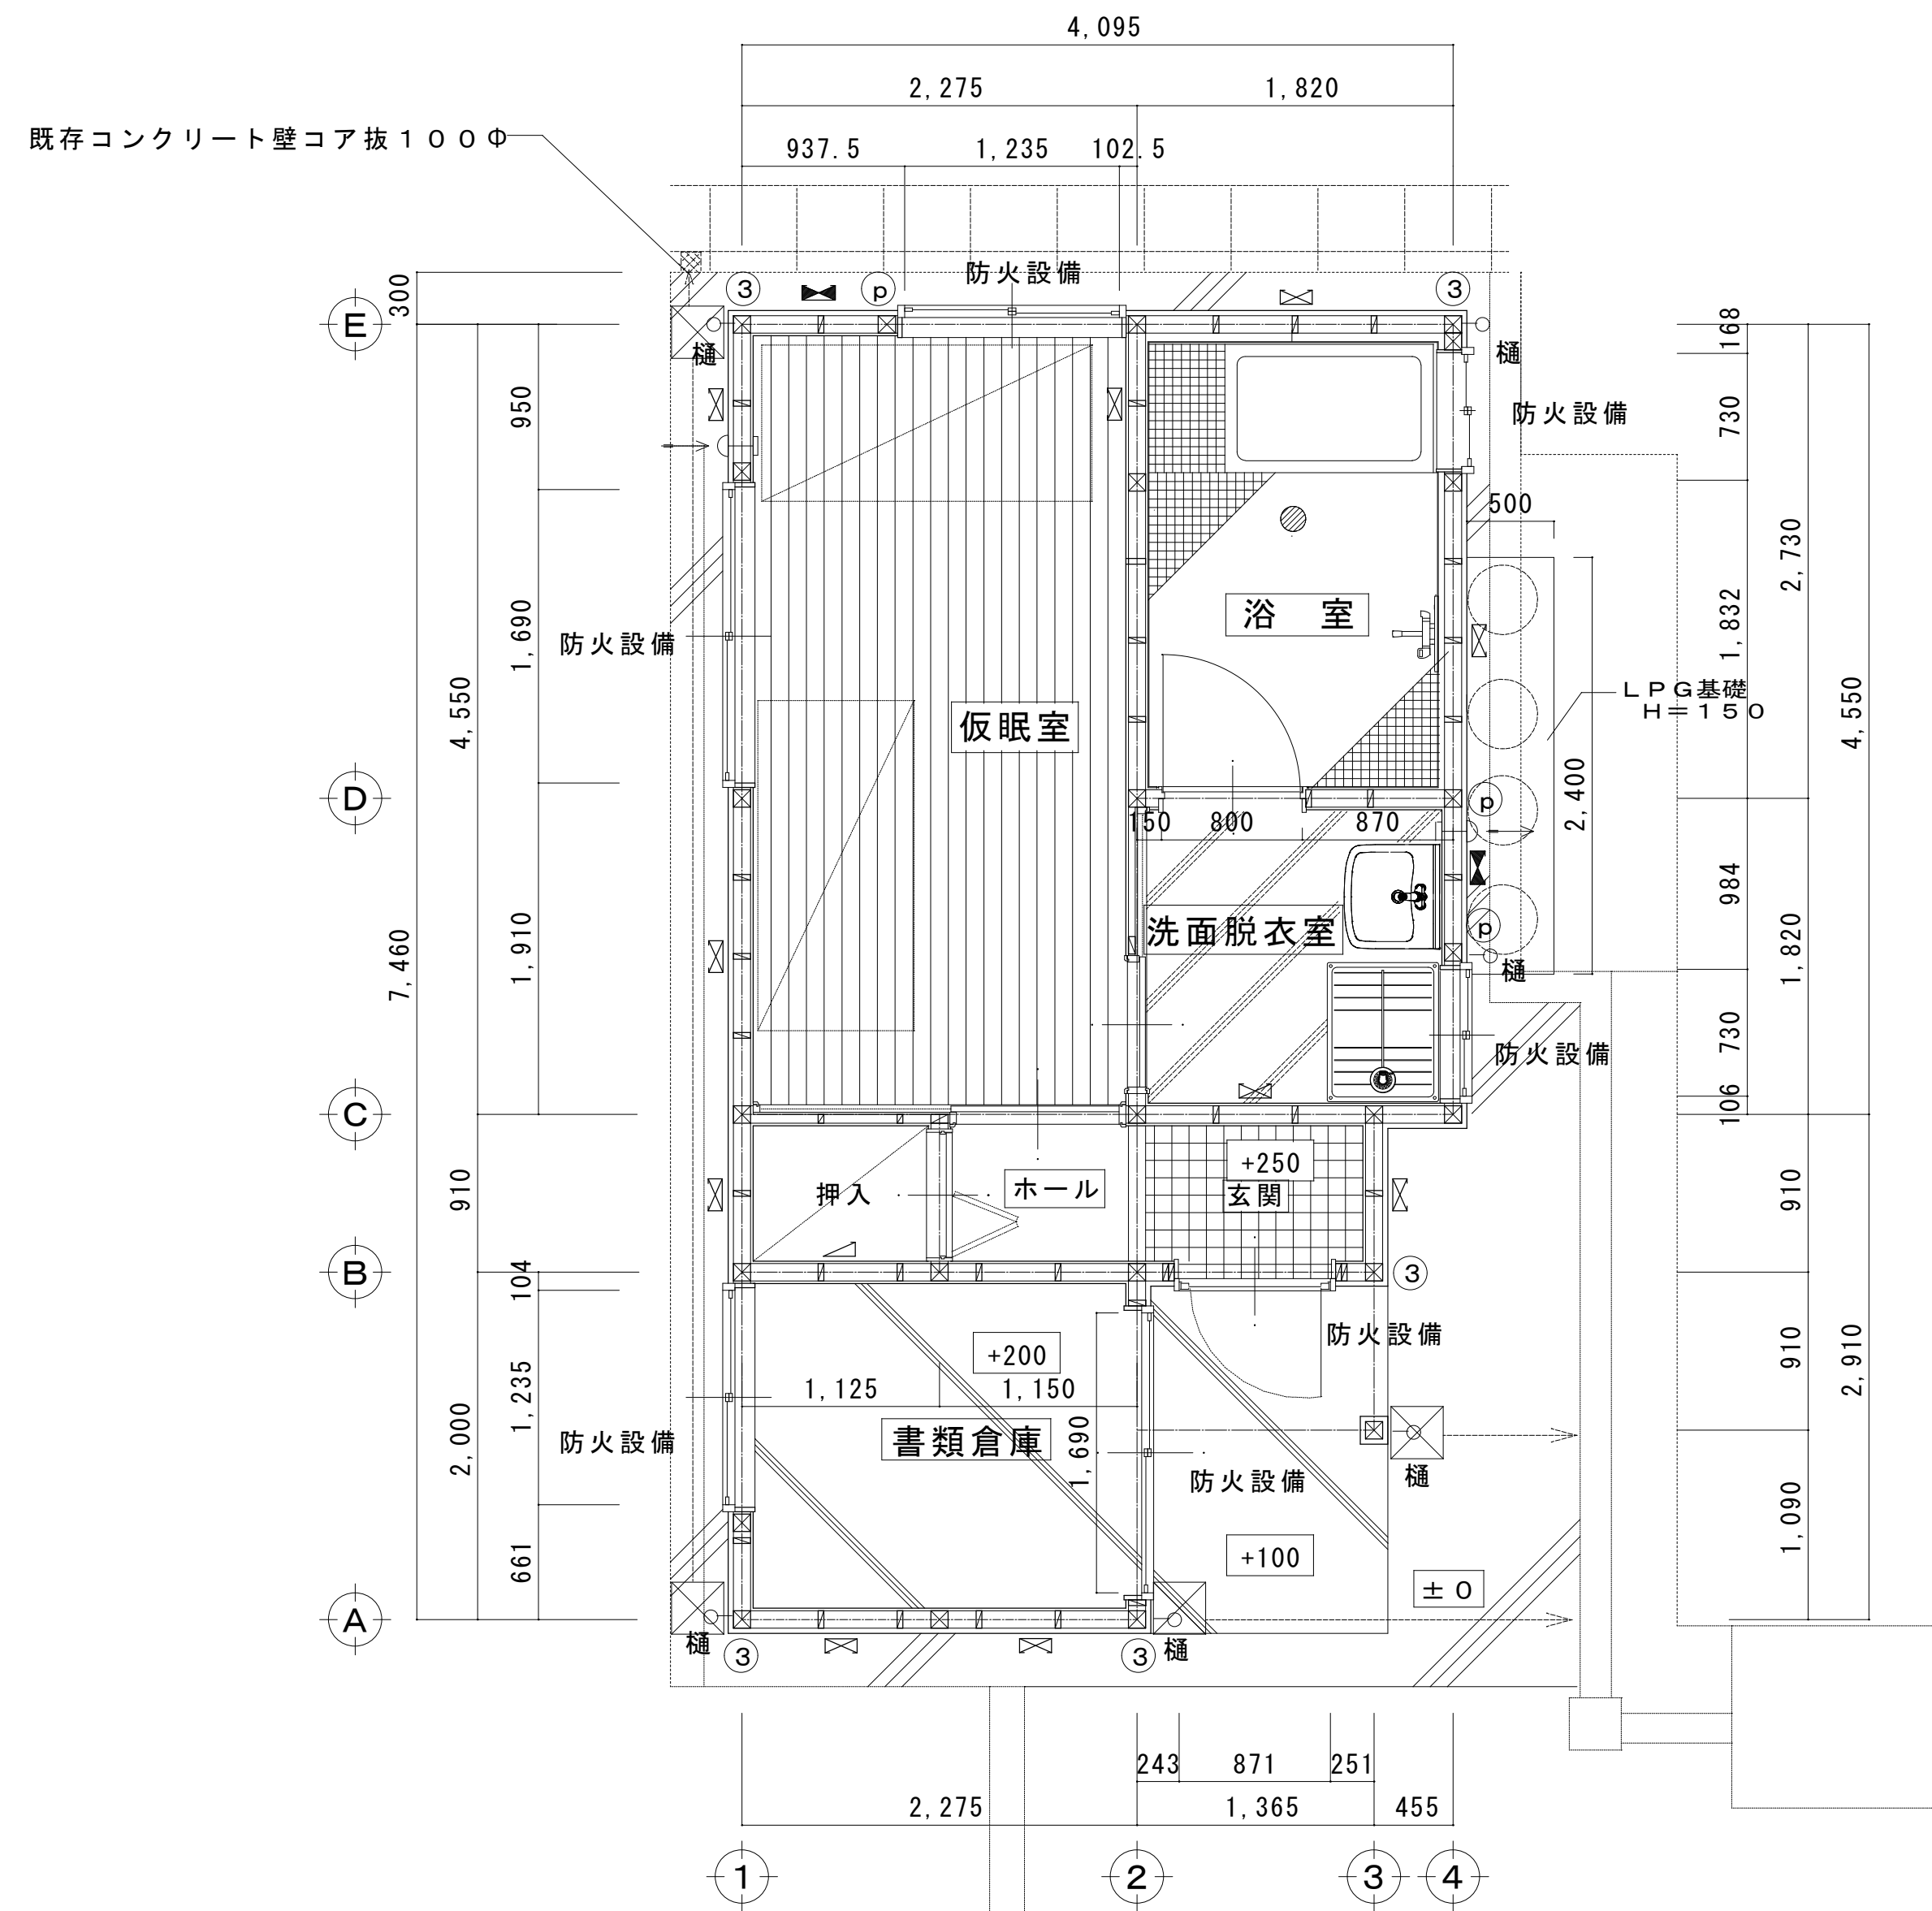 4,095
2,275
1,820
既存コンクリート壁コア抜１００Φ
937.5
1,235
102.5
防火設備
300
3
p
3
E
樋
樋
168
950
防火設備
730
500
2,730
浴　室
1,690
防火設備
1,832
ＬＰＧ基礎
Ｈ＝１５０
4,550
4,550
仮眠室
2,400
D
p
150
800
870
984
洗面脱衣室
p
1,910
7,460
1,820
樋
730
防火設備
C
106
+250
910
押入
ホール
玄関
910
B
3
104
防火設備
+200
910
2,910
1,235
1,125
1,150
2,000
防火設備
書類倉庫
1,690
防火設備
樋
1,090
661
+100
±０
A
樋
樋
3
3
243
871
251
2,275
1,365
455
1
2
3
4